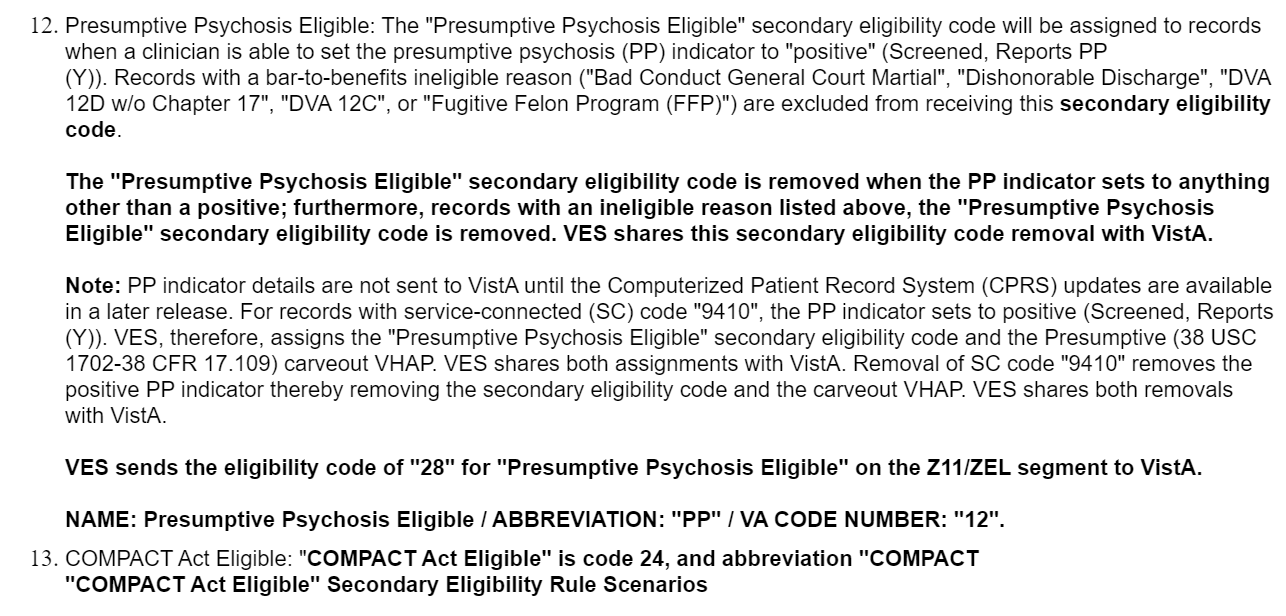 12. Presumptive Psychosis Eligible: The "Presumptive Psychosis Eligible" secondary eligibility code will be assigned to records
when a clinician is able to set the presumptive psychosis (PP) indicator to "positive" (Screened, Reports PP
(Y)). Records with a bar-to-benefits ineligible reason ("Bad Conduct General Court Martial", "Dishonorable Discharge", "DVA
12D w/o Chapter 17", "DVA 12C", or "Fugitive Felon Program (FFP)") are excluded from receiving this secondary eligibility
code.
The "Presumptive Psychosis Eligible" secondary eligibility code is removed when the PP indicator sets to anything
other than a positive; furthermore, records with an ineligible reason listed above, the "Presumptive Psychosis
Eligible" secondary eligibility code is removed. VES shares this secondary eligibility code removal with VistA.
Note: PP indicator details are not sent to VistA until the Computerized Patient Record System (CPRS) updates are available
in a later release. For records with service-connected (SC) code "9410", the PP indicator sets to positive (Screened, Reports
(Y)). VES, therefore, assigns the "Presumptive Psychosis Eligible" secondary eligibility code and the Presumptive (38 USC
1702-38 CFR 17.109) carveout VHAP. VES shares both assignments with VistA. Removal of SC code "9410" removes the
positive PP indicator thereby removing the secondary eligibility code and the carveout VHAP. VES shares both removals
with VistA.
VES sends the eligibility code of "28" for "Presumptive Psychosis Eligible" on the Z11/ZEL segment to VistA.
NAME: Presumptive Psychosis Eligible / ABBREVIATION: "PP" / VA CODE NUMBER: "12".
13. COMPACT Act Eligible: "COMPACT Act Eligible" is code 24, and abbreviation "COMPACT
"COMPACT Act Eligible" Secondary Eligibility Rule Scenarios